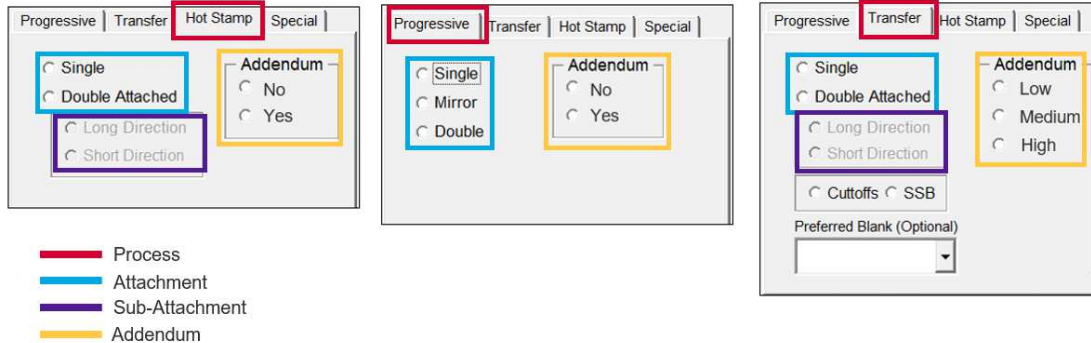 Progressive Transfer Hot Stamp Special
Single
Double Attached
Long Direction
Short Direction
Addendum
No
Yes
Progressive Transfer Hot Stamp Special
Single
Mirror
Double
Addendum
No
Yes
Progressive Transfer Hot Stamp Special
Single
Double Attached
Long Direction
Short Direction
Cuttoffs SSB
Preferred Blank (Optional)
Addendum
Low
Medium
High
Process
Attachment
Sub-Attachment
Addendum